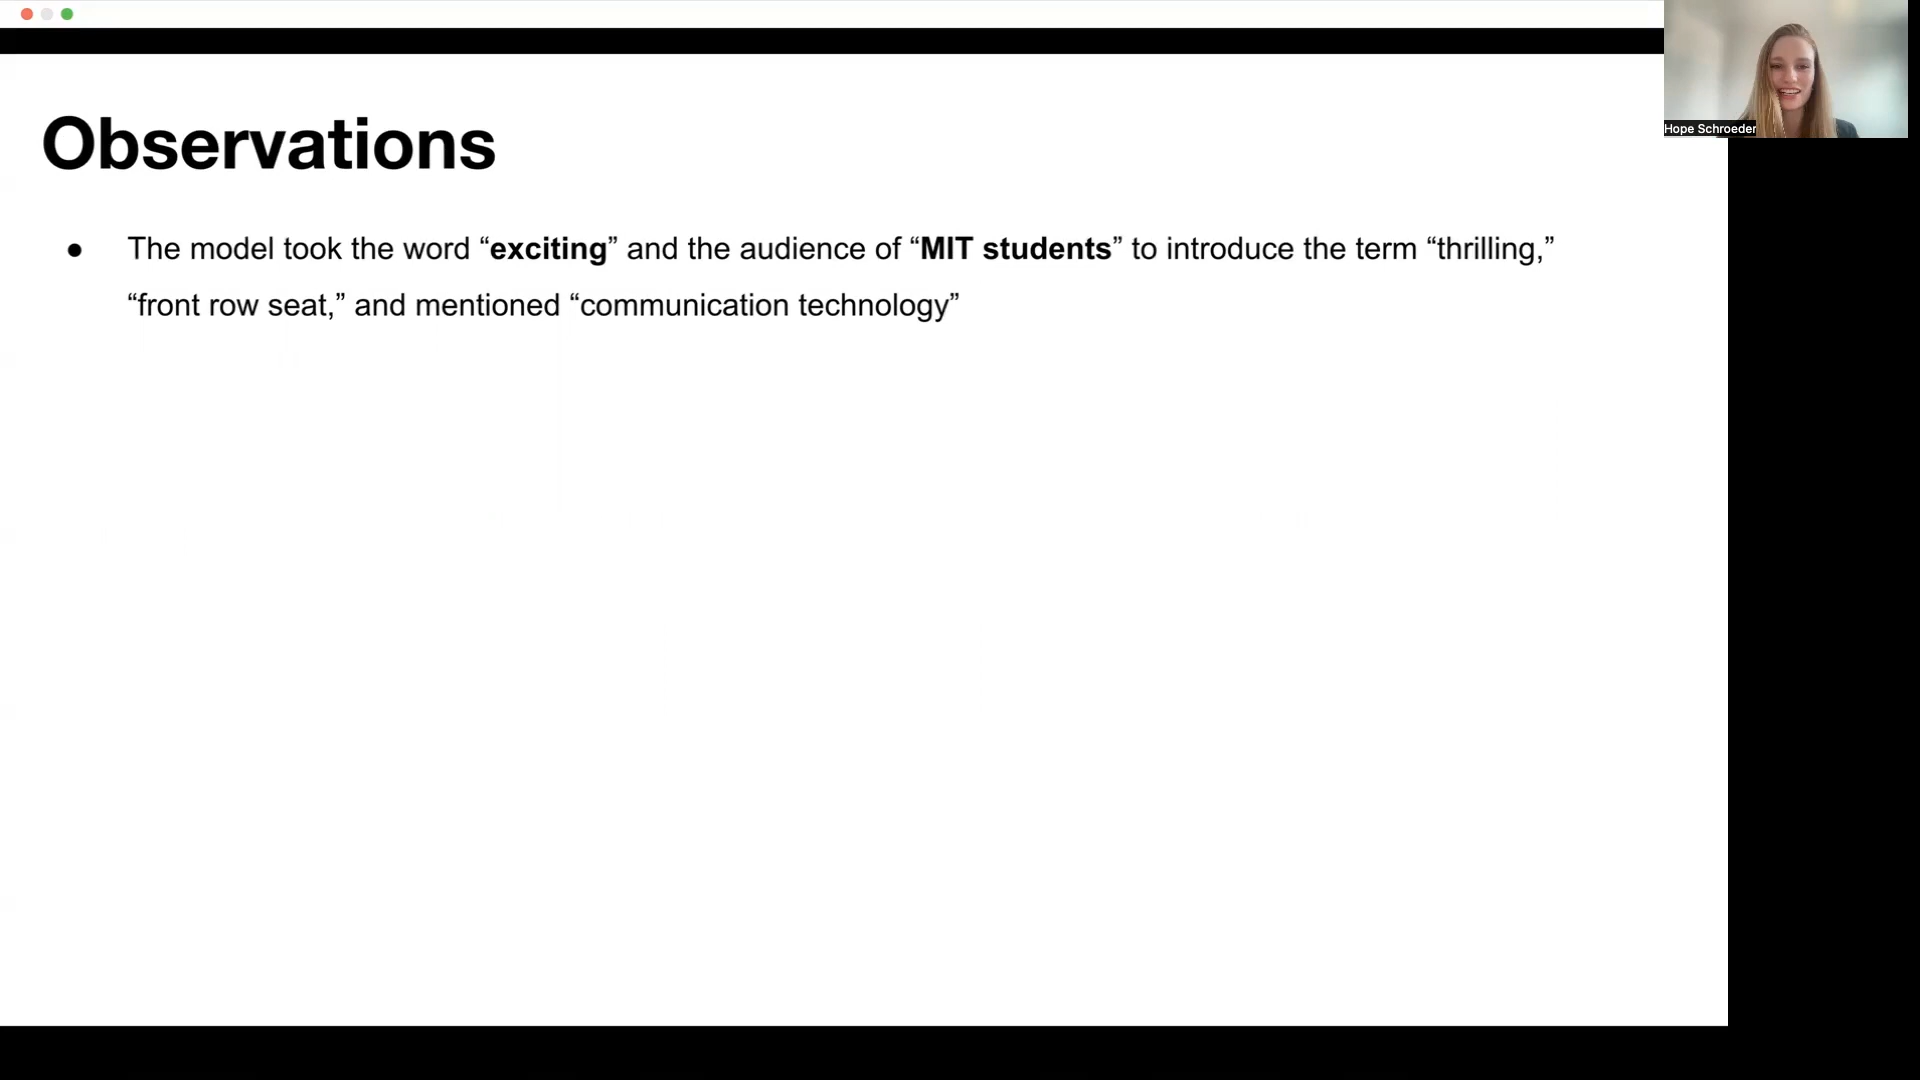 Hope Schroeder
Observations
● The model took the word “exciting” and the audience of “MIT students” to introduce the term “thrilling,”
“front row seat,” and mentioned “communication technology”